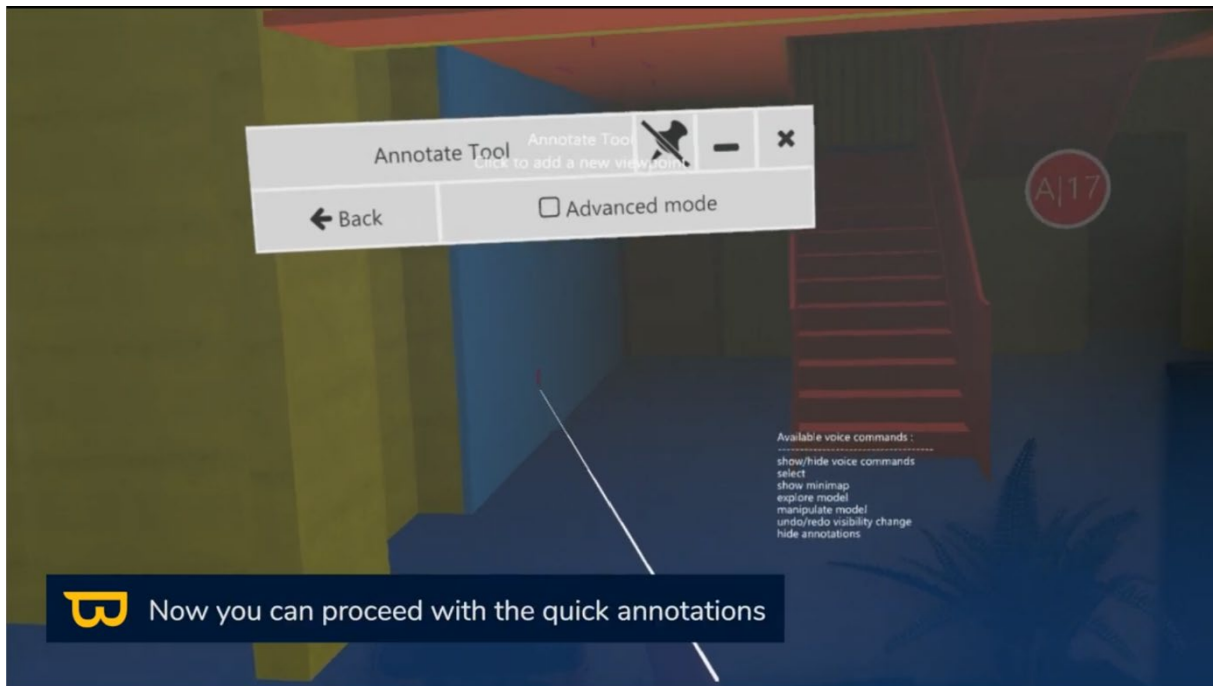 Annotate Tool
Annotate Tool
Click to add a new viewpoint
Back
Advanced mode
A|17
Available voice commands :
--------------------------------
show/hide voice commands
select
show minimap
explore model
manipulate model
undo/redo visibility change
hide annotations
Now you can proceed with the quick annotations